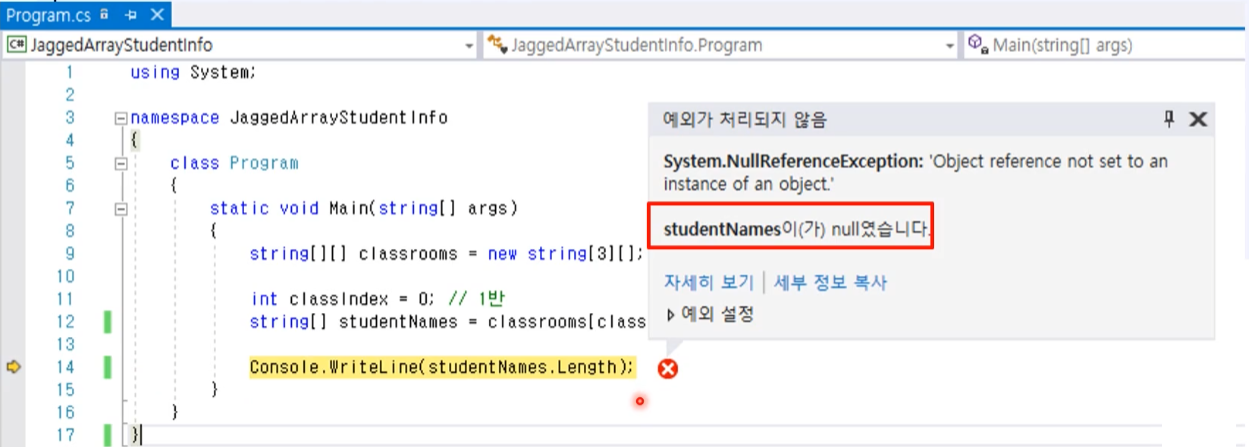 Program.cs
JaggedArrayStudentInfo
JaggedArrayStudentInfo.Program
Main(string[] args)
1 using System;
2
3 namespace JaggedArrayStudentInfo
4 {
5 class Program
6 {
7 static void Main(string[] args)
8 {
9 string[][] classrooms = new string[3][];
10
11 int classIndex = 0; // 1반
12 string[] studentNames = classrooms[class
13
14 Console.WriteLine(studentNames.Length);
15 }
16 }
17 }
예외가 처리되지 않음
System.NullReferenceException: 'Object reference not set to an
instance of an object.'
studentNames이(가) null였습니다.
자세히 보기 | 세부 정보 복사
예외 설정